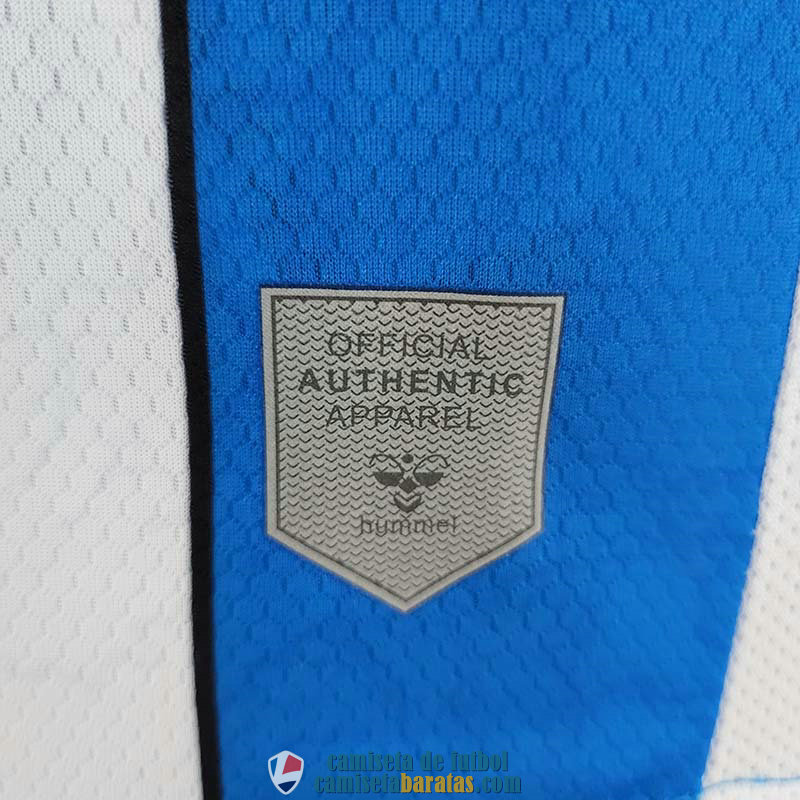 OFFICIAL
AUTHENTIC
APPAREL
hummel
camiseta de futbol
camisetabaratas.com